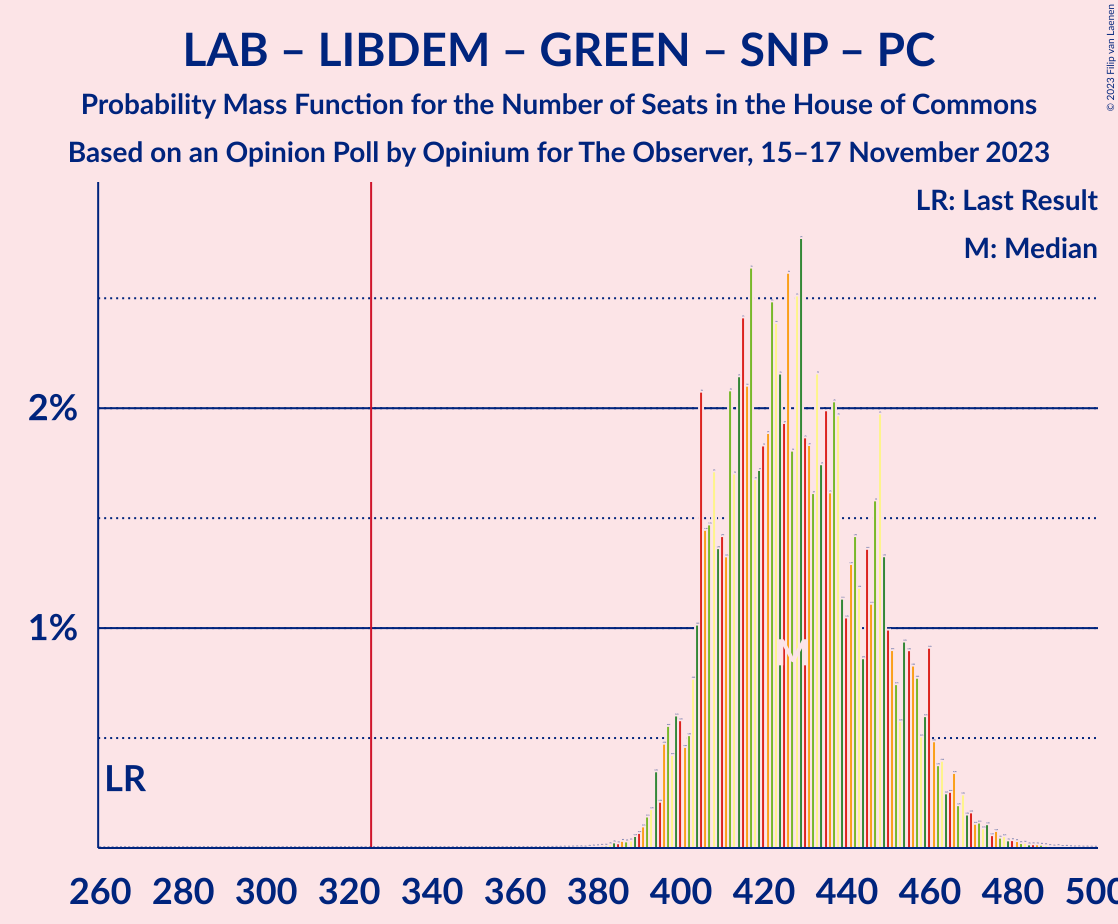 LAB – LIBDEM – GREEN – SNP – PC
Probability Mass Function for the Number of Seats in the House of Commons
Based on an Opinion Poll by Opinium for The Observer, 15–17 November 2023
© 2023 Filip van Laenen
LR: Last Result
M: Median
2%
1%
M
LR
260 280 300 320 340 360 380 400 420 440 460 480 500